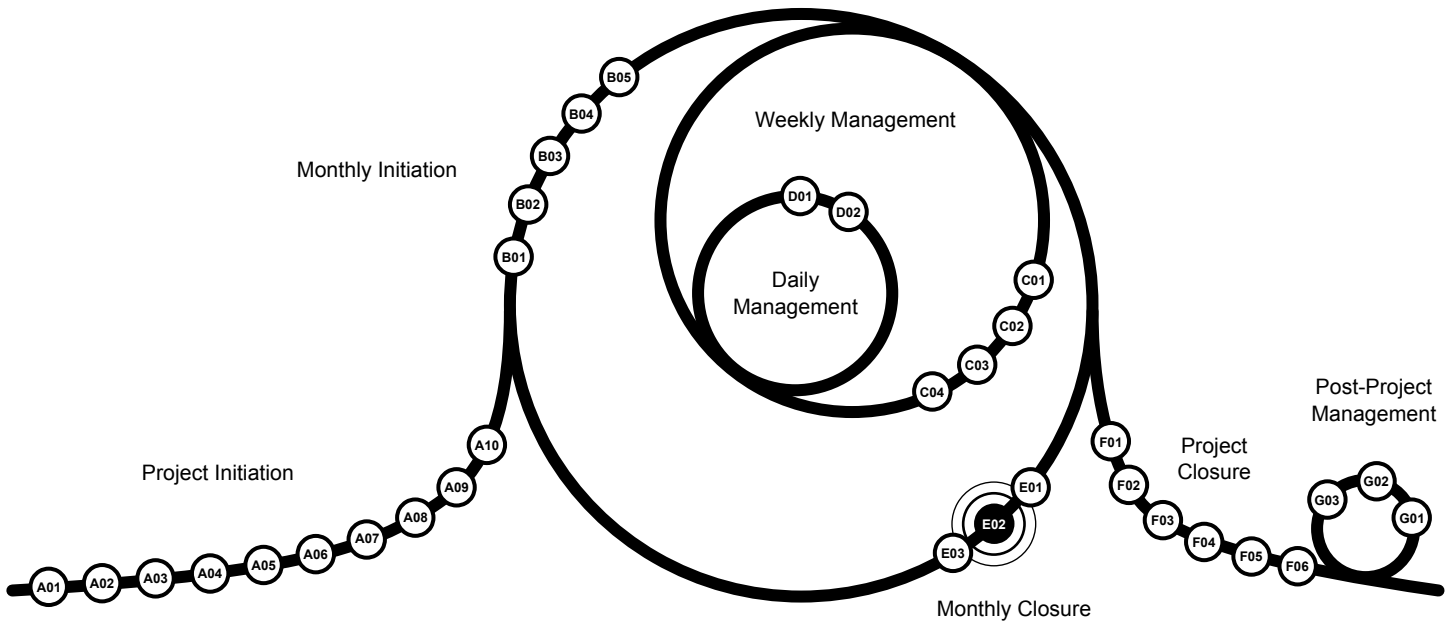 Project Initiation
A01
A02
A03
A04
A05
A06
A07
A08
A09
A10
Monthly Initiation
B01
B02
B03
B04
B05
Weekly Management
C01
C02
C03
C04
Daily
Management
D01
D02
E01
E02
E03
Monthly Closure
Project
Closure
F01
F02
F03
F04
F05
F06
Post-Project
Management
G01
G02
G03